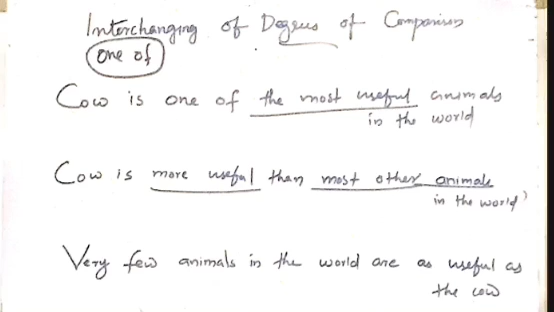 Interchanging of Degrees of Comparison
one of
Cow is one of the most useful animals
in the world
Cow is more useful than most other animals
in the world
Very few animals in the world are as useful as
the cow